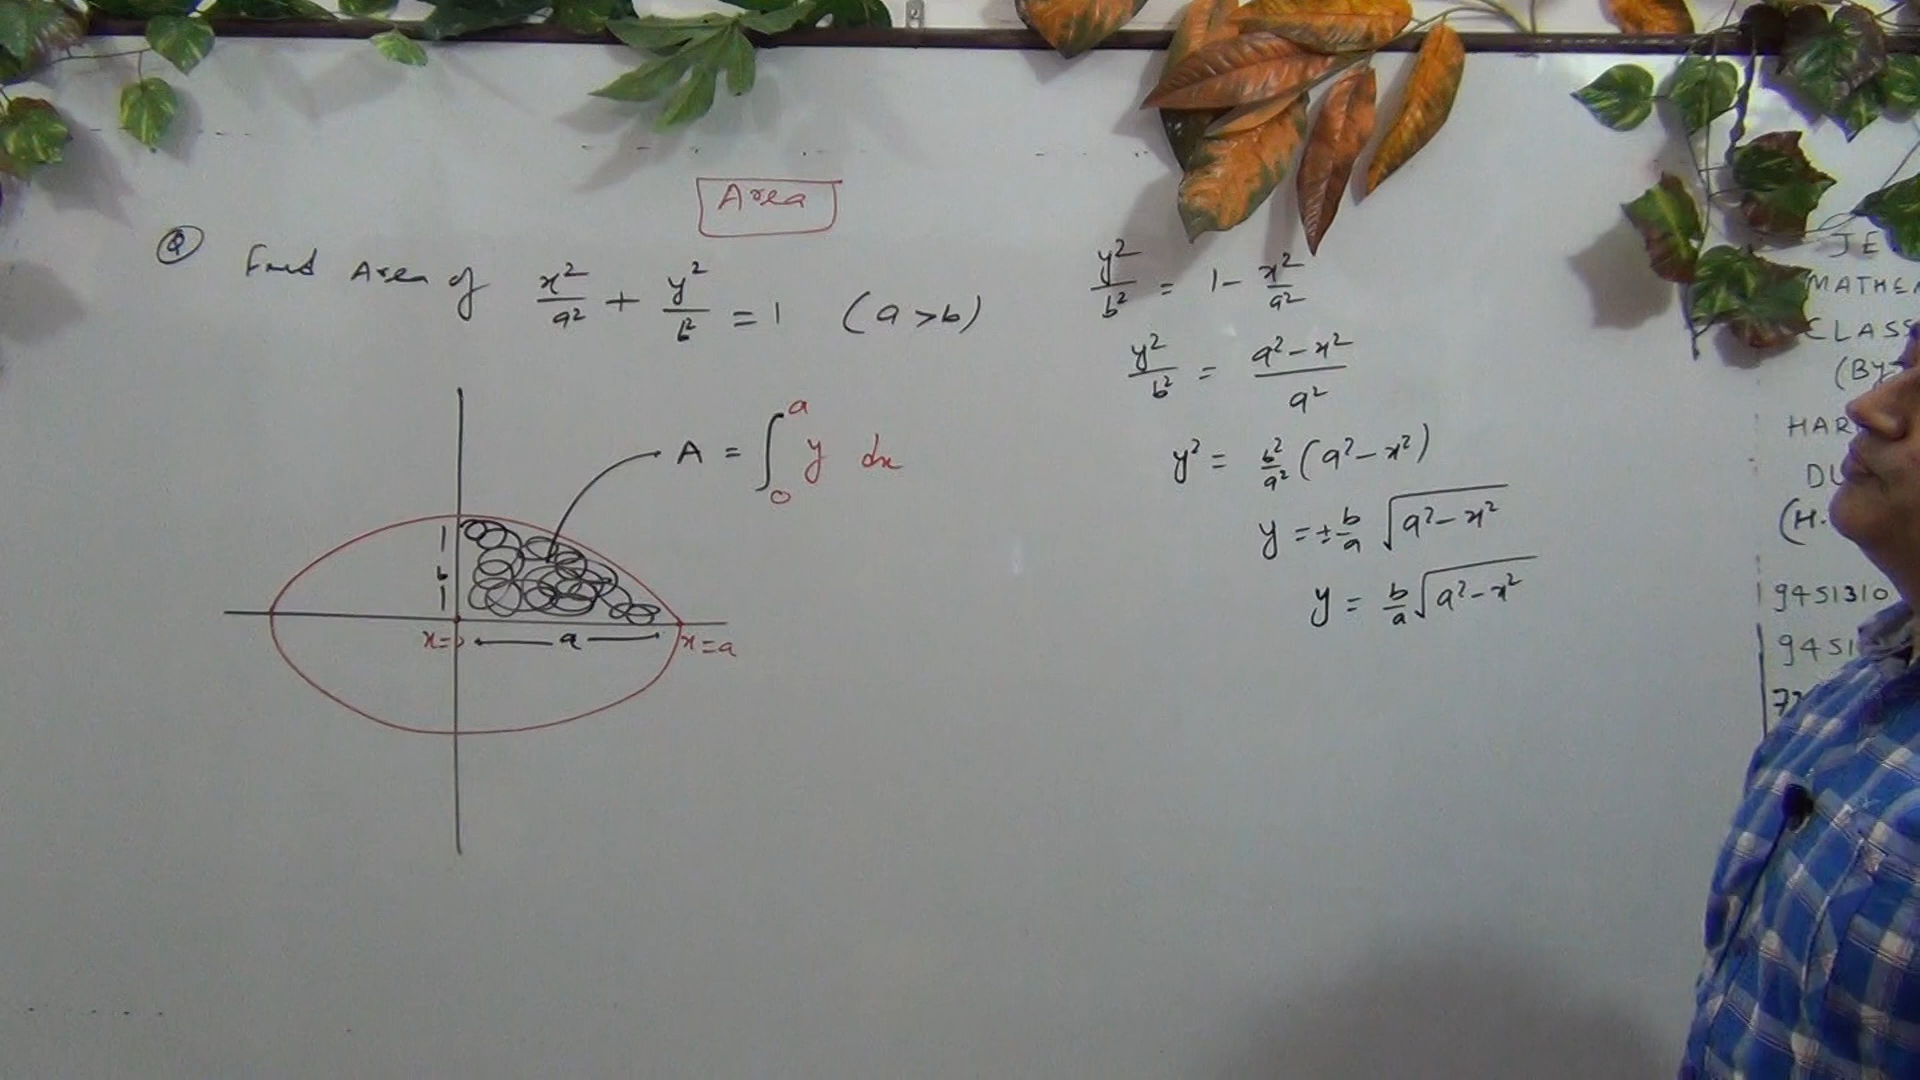 Area
Q Find Area of x²/a² + y²/b² = 1 (a > b)
A = ∫₀ᵃ y dx
b
x=0 a x=a
y²/b² = 1 - x²/a²
y²/b² = (a² - x²)/a²
y² = b²/a² (a² - x²)
y = ± b/a √(a² - x²)
y = b/a √(a² - x²)
JE
MATHE
CLASS
(BY
HAR
DU
(H.
9451310
945
77